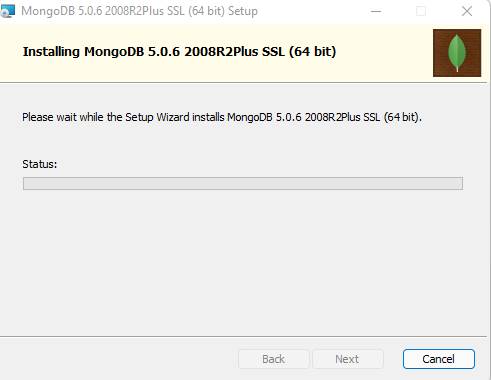 MongoDB 5.0.6 2008R2Plus SSL (64 bit) Setup
Installing MongoDB 5.0.6 2008R2Plus SSL (64 bit)
Please wait while the Setup Wizard installs MongoDB 5.0.6 2008R2Plus SSL (64 bit).
Status:
Back Next Cancel